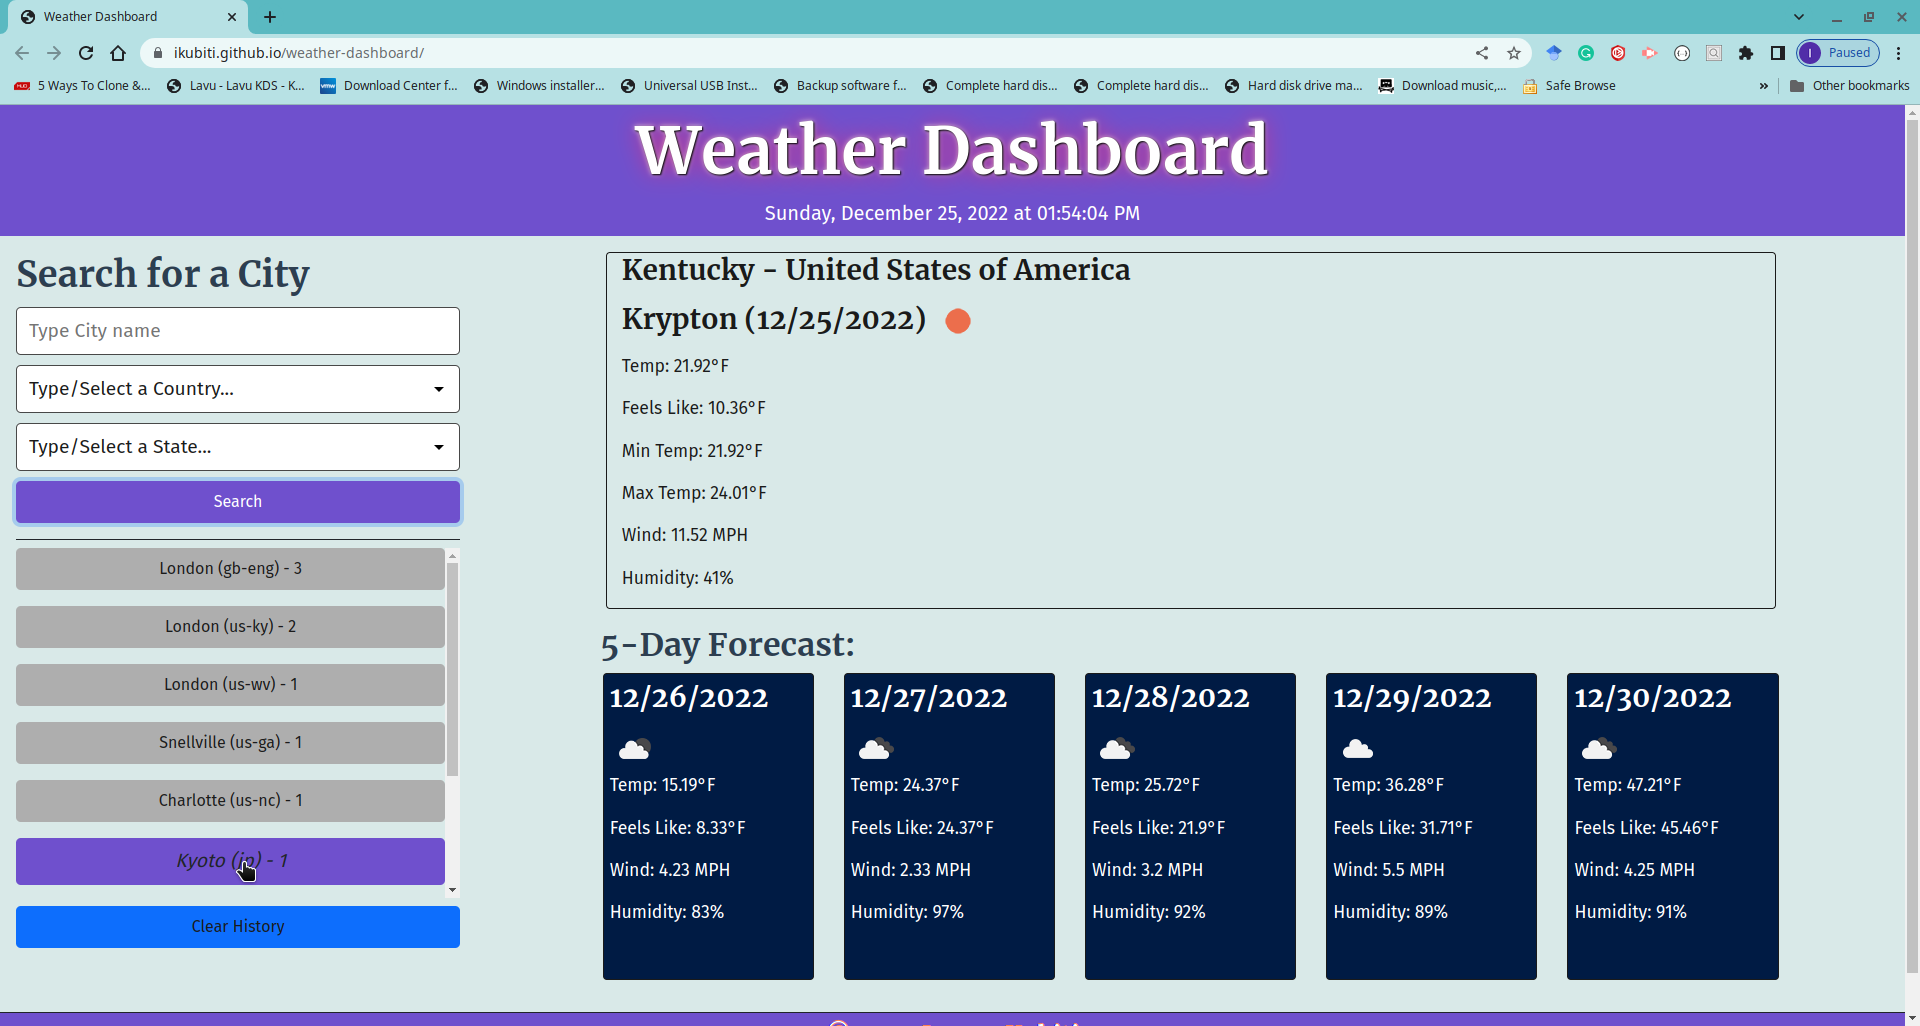 Weather Dashboard
ikubiti.github.io/weather-dashboard/
Paused
5 Ways To Clone &...
Lavu - Lavu KDS - K...
Download Center f...
Windows installer...
Universal USB Inst...
Backup software f...
Complete hard dis...
Complete hard dis...
Hard disk drive ma...
Download music,...
Safe Browse
»
Other bookmarks
Weather Dashboard
Sunday, December 25, 2022 at 01:54:04 PM
Search for a City
Type City name
Type/Select a Country...
Type/Select a State...
Search
London (gb-eng) - 3
London (us-ky) - 2
London (us-wv) - 1
Snellville (us-ga) - 1
Charlotte (us-nc) - 1
Kyoto (jp) - 1
Clear History
Kentucky - United States of America
Krypton (12/25/2022)
Temp: 21.92°F
Feels Like: 10.36°F
Min Temp: 21.92°F
Max Temp: 24.01°F
Wind: 11.52 MPH
Humidity: 41%
5-Day Forecast:
12/26/2022
Temp: 15.19°F
Feels Like: 8.33°F
Wind: 4.23 MPH
Humidity: 83%
12/27/2022
Temp: 24.37°F
Feels Like: 24.37°F
Wind: 2.33 MPH
Humidity: 97%
12/28/2022
Temp: 25.72°F
Feels Like: 21.9°F
Wind: 3.2 MPH
Humidity: 92%
12/29/2022
Temp: 36.28°F
Feels Like: 31.71°F
Wind: 5.5 MPH
Humidity: 89%
12/30/2022
Temp: 47.21°F
Feels Like: 45.46°F
Wind: 4.25 MPH
Humidity: 91%